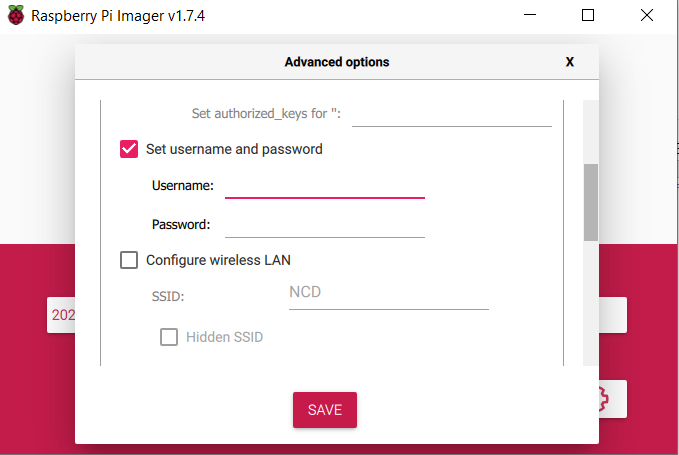 Raspberry Pi Imager v1.7.4
Advanced options X
Set authorized_keys for '':
Set username and password
Username:
Password:
Configure wireless LAN
SSID: NCD
202
Hidden SSID
SAVE